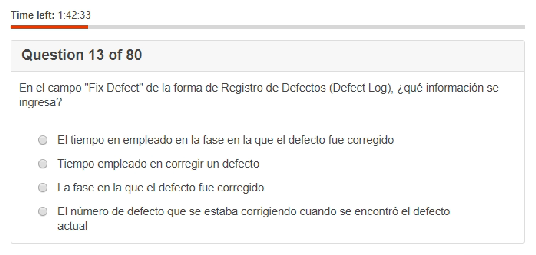 Time left: 1:42:33
Question 13 of 80
En el campo "Fix Defect" de la forma de Registro de Defectos (Defect Log), ¿qué información se
ingresa?
El tiempo en empleado en la fase en la que el defecto fue corregido
Tiempo empleado en corregir un defecto
La fase en la que el defecto fue corregido
El número de defecto que se estaba corrigiendo cuando se encontró el defecto
actual